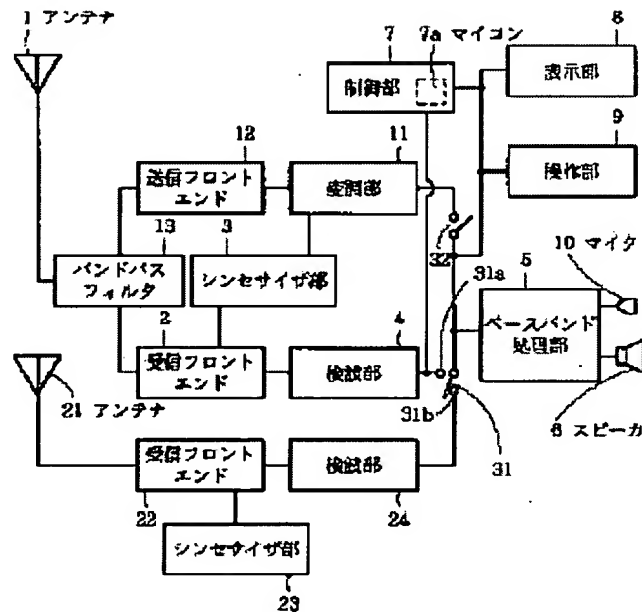 1 アンテナ
7
7a マイコン
8
制御部
表示部
12
11
9
送信フロント
エンド
変調部
操作部
13
3
32
10 マイク
バンドパス
フィルタ
シンセサイザ部
31a
5
2
4
ベースバンド
処理部
受信フロント
エンド
検波部
21 アンテナ
31b
31
6 スピーカ
受信フロント
エンド
検波部
22
24
シンセサイザ部
23